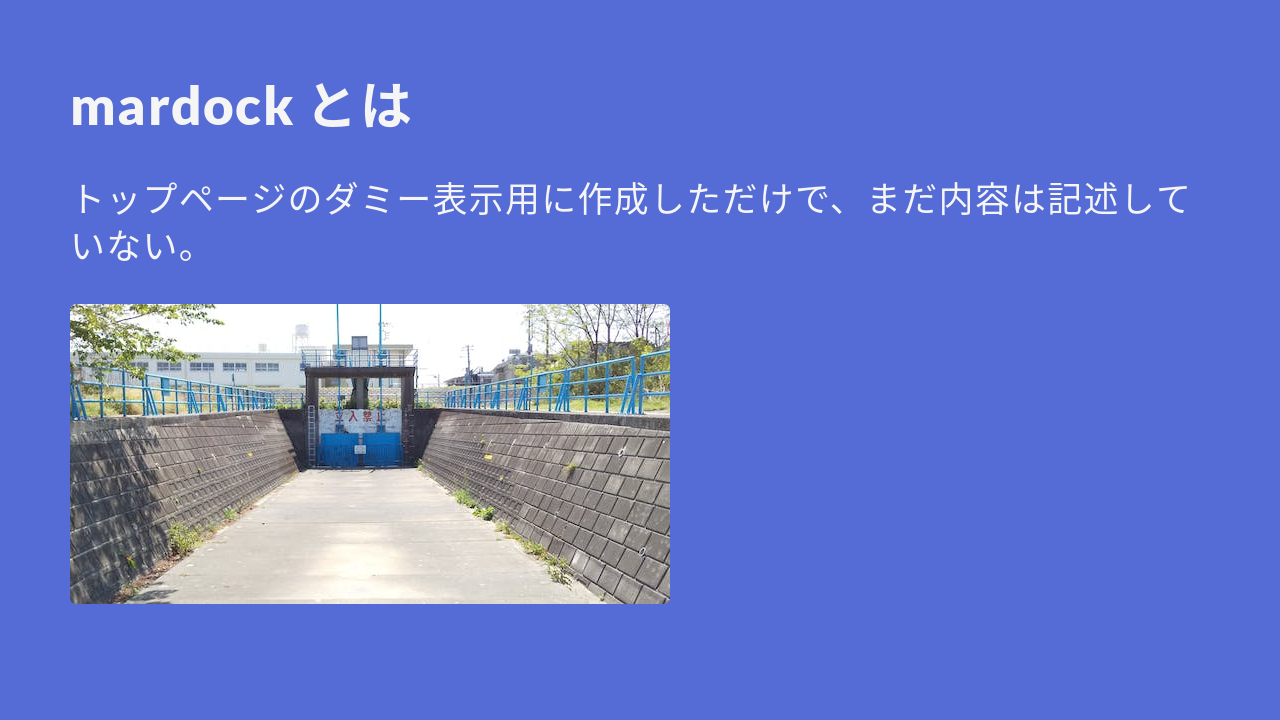 mardock とは
トップページのダミー表示用に作成しただけで、まだ内容は記述して
いない。
立入禁止